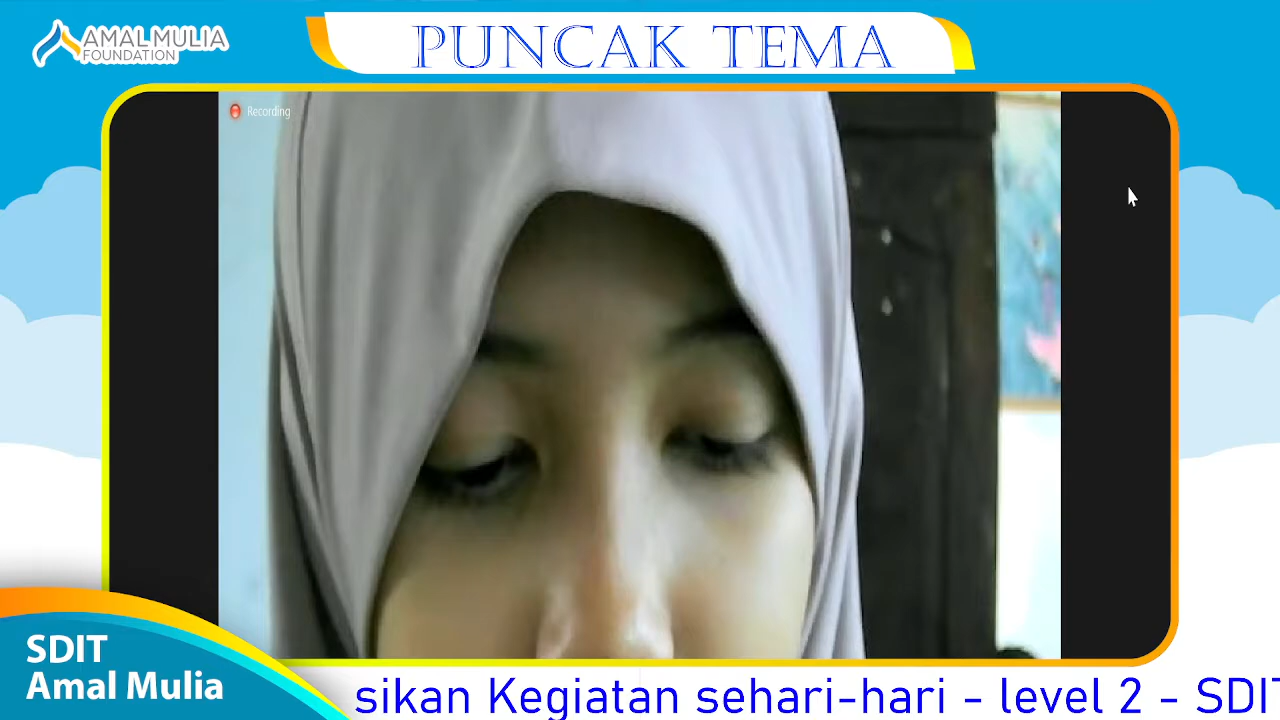 AMAL MULIA
FOUNDATION
PUNCAK TEMA
Recording
SDIT
Amal Mulia
sikan Kegiatan sehari-hari - level 2 - SDIT